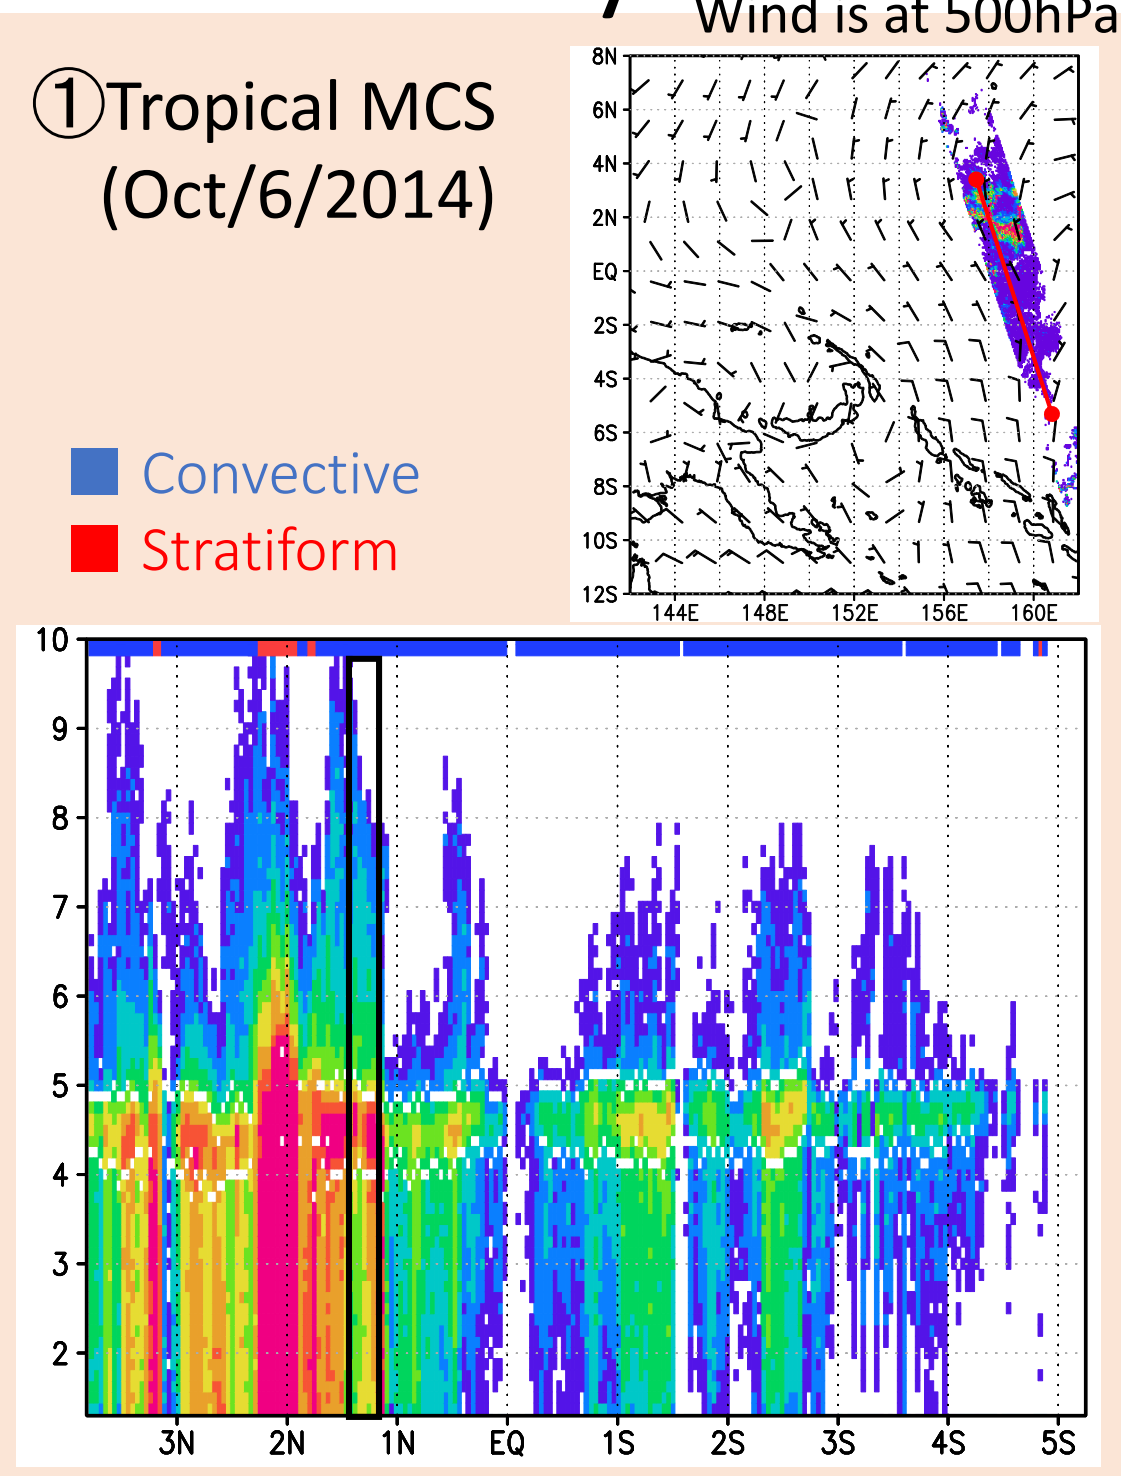 Wind is at 500hPa
①Tropical MCS
(Oct/6/2014)
Convective
Stratiform
8N
6N
4N
2N
EQ
2S
4S
6S
8S
10S
12S
144E 148E 152E 156E 160E
10
9
8
7
6
5
4
3
2
3N 2N 1N EQ 1S 2S 3S 4S 5S